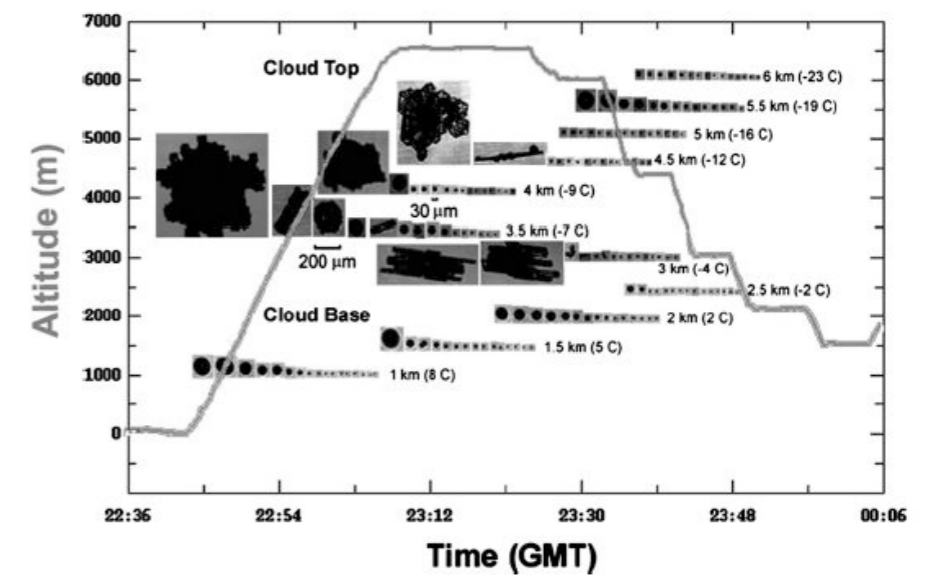 7000
6000
5000
4000
3000
2000
1000
0
Altitude (m)
Cloud Top
6 km (-23 C)
5.5 km (-19 C)
5 km (-16 C)
4.5 km (-12 C)
4 km (-9 C)
30 μm
3.5 km (-7 C)
200 μm
3 km (-4 C)
2.5 km (-2 C)
Cloud Base
2 km (2 C)
1.5 km (5 C)
1 km (8 C)
22:36
22:54
23:12
23:30
23:48
00:06
Time (GMT)